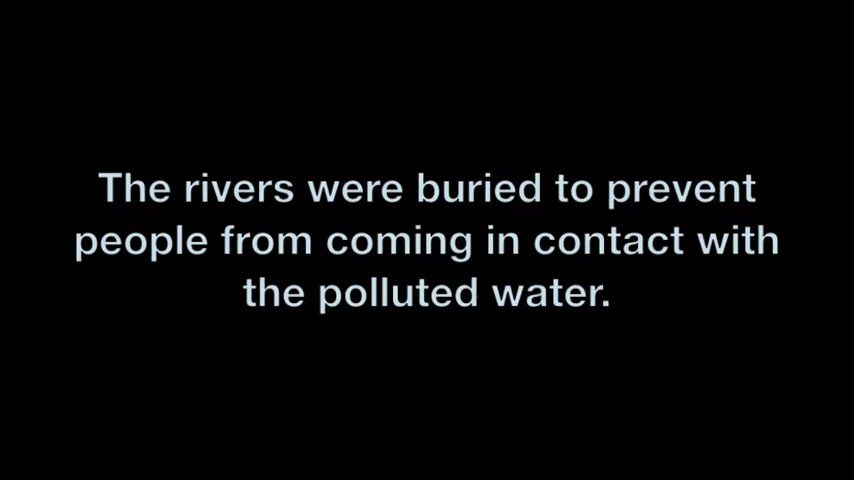 The rivers were buried to prevent
people from coming in contact with
the polluted water.